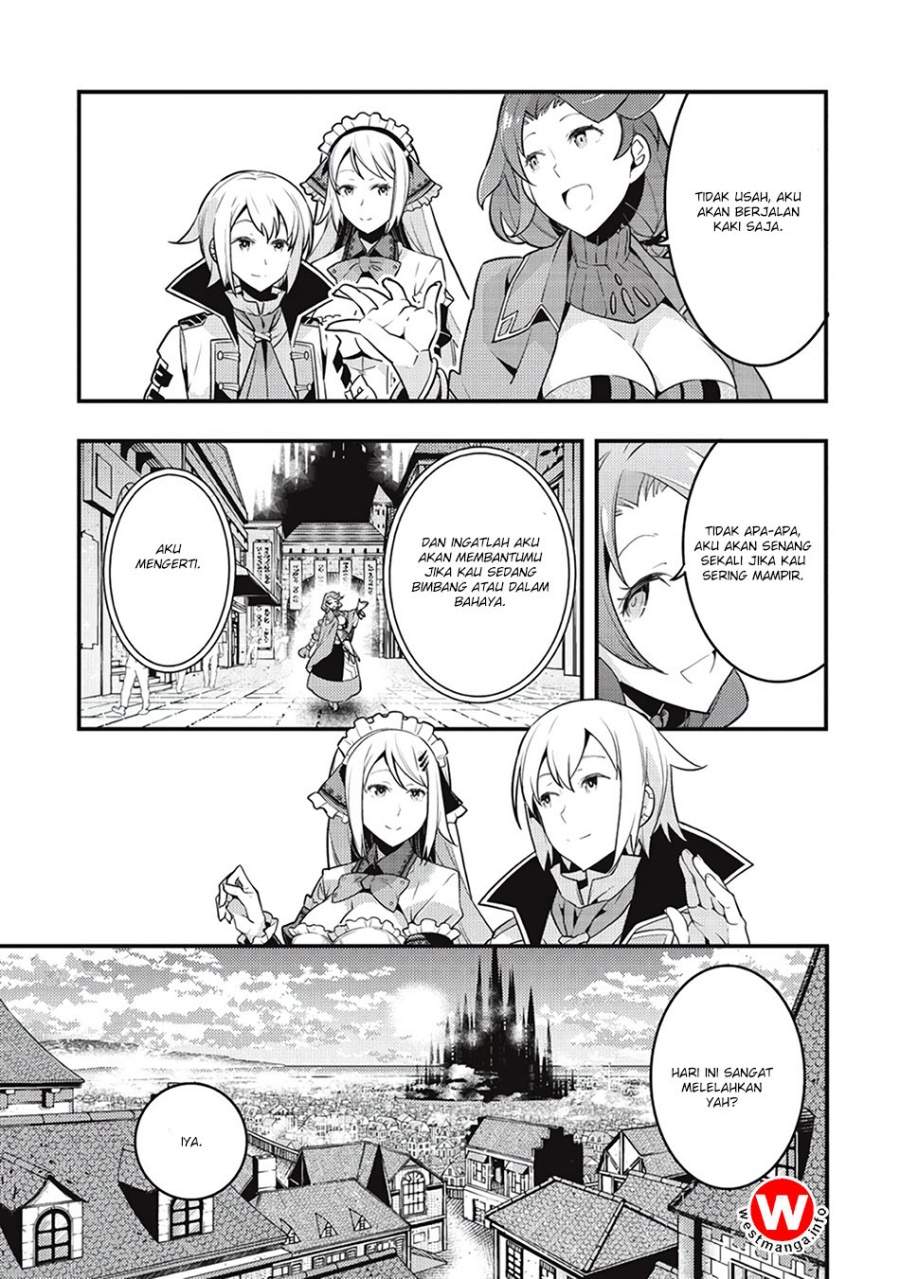 TIDAK USAH, AKU
AKAN BERJALAN
KAKI SAJA.
TIDAK APA-APA,
AKU AKAN SENANG
SEKALI JIKA KAU
SERING MAMPIR.
DAN INGATLAH AKU
AKAN MEMBANTUMU
JIKA KAU SEDANG
BIMBANG ATAU DALAM
BAHAYA.
AKU
MENGERTI.
HARI INI SANGAT
MELELAHKAN
YAH?
IYA.
W
westmanga.info